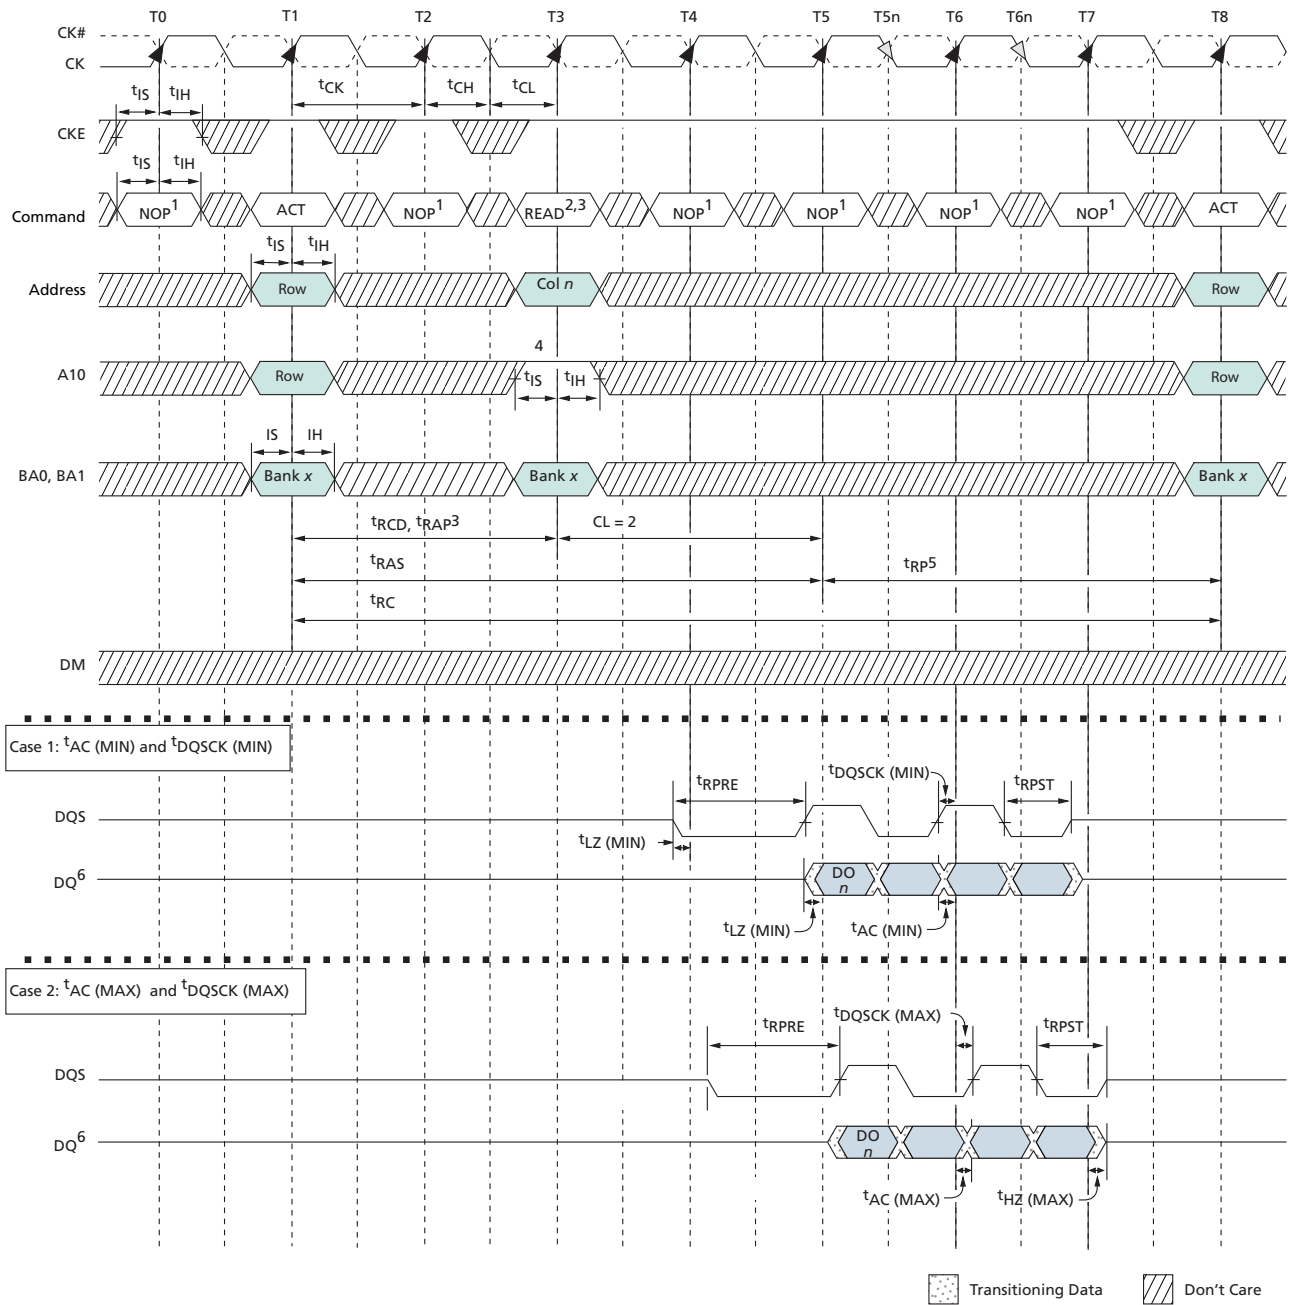 T0 T1 T2 T3 T4 T5 T5n T6 T6n T7 T8
CK#
CK
tCK tCH tCL
tIS tIH
CKE
tIS tIH
Command NOP1 ACT NOP1 READ2,3 NOP1 NOP1 NOP1 NOP1 ACT
tIS tIH
Address Row Col n Row
4
A10 Row tIS tIH Row
IS IH
BA0, BA1 Bank x Bank x Bank x
tRCD, tRAP3 CL = 2
tRAS tRP5
tRC
DM
Case 1: tAC (MIN) and tDQSCK (MIN)
tRPRE tDQSCK (MIN) tRPST
DQS
tLZ (MIN)
DQ6 DO n
tLZ (MIN) tAC (MIN)
Case 2: tAC (MAX) and tDQSCK (MAX)
tRPRE tDQSCK (MAX) tRPST
DQS
DQ6 DO n
tAC (MAX) tHZ (MAX)
Transitioning Data Don't Care